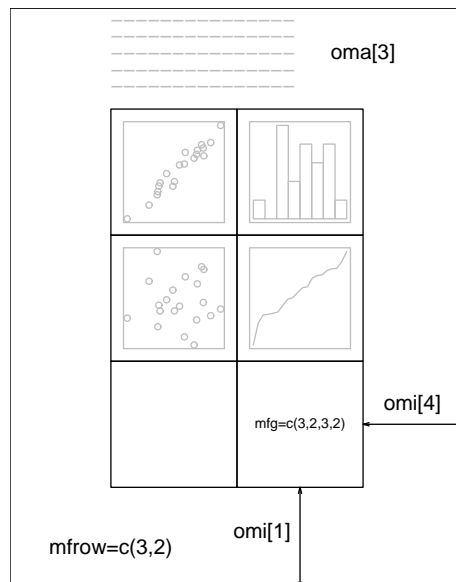 oma[3]
mfg=c(3,2,3,2)
omi[4]
omi[1]
mfrow=c(3,2)